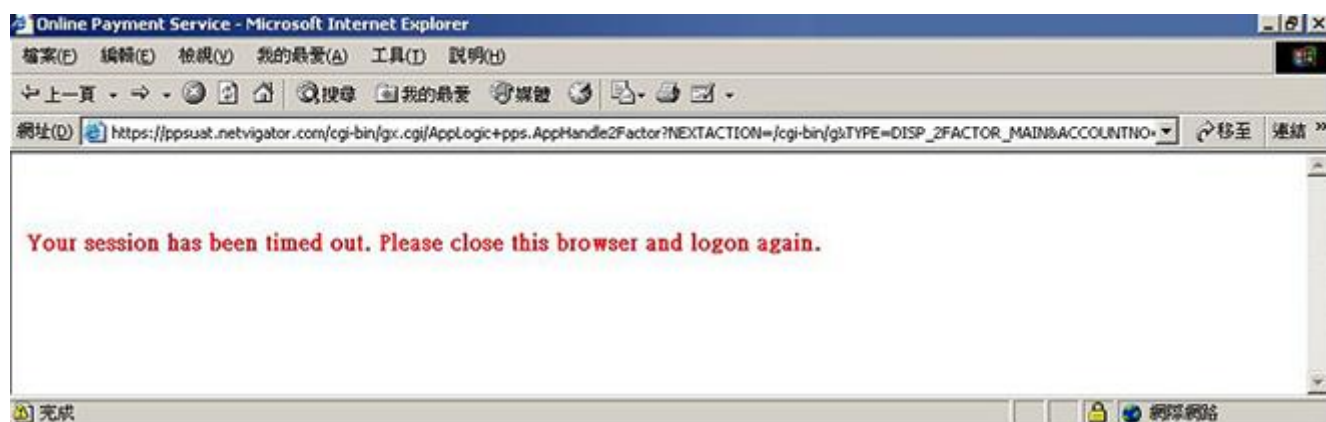 Online Payment Service - Microsoft Internet Explorer
檔案(F) 編輯(E) 檢視(V) 我的最愛(A) 工具(T) 說明(H)
上一頁 搜尋 我的最愛 媒體
網址(D) https://ppsuat.netvigator.com/cgi-bin/gx.cgi/AppLogic+pps.AppHandle2Factor?NEXTACTION=/cgi-bin/g&TYPE=DISP_2FACTOR_MAIN&ACCOUNTNO= 移至 連結 »
Your session has been timed out. Please close this browser and logon again.
完成 網際網路